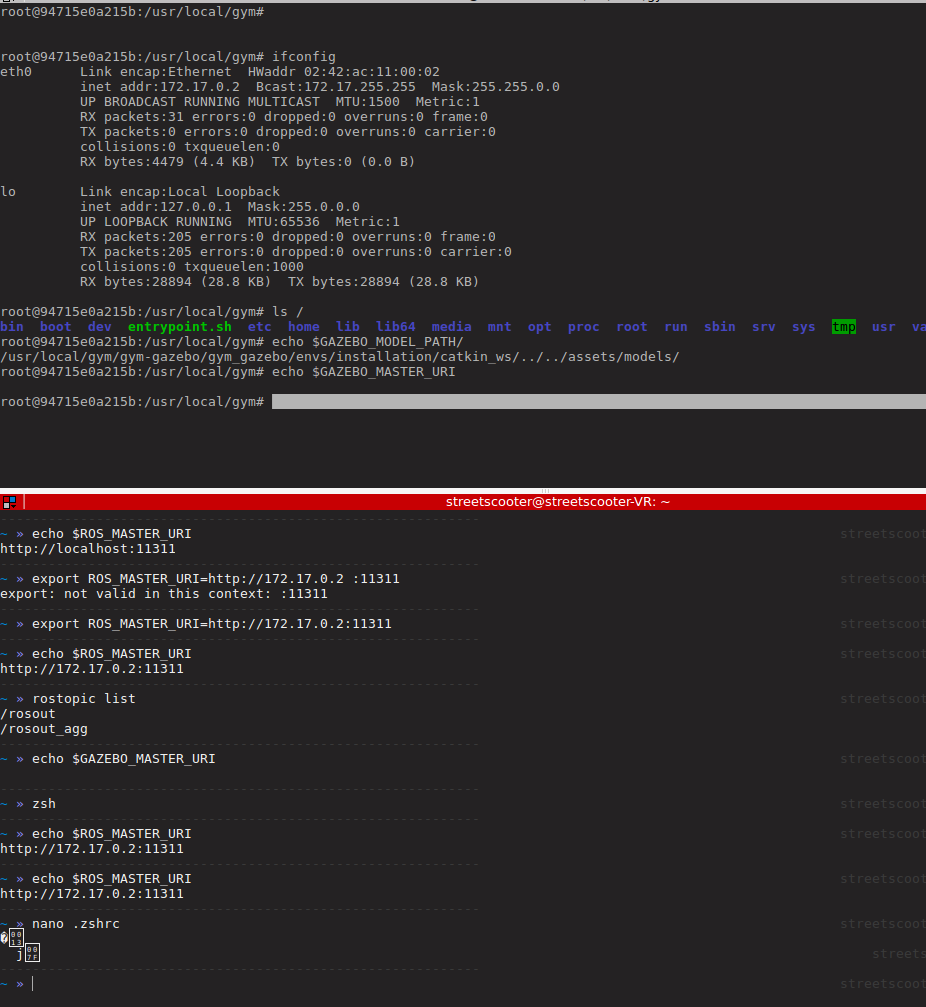 root@94715e0a215b:/usr/local/gym#
root@94715e0a215b:/usr/local/gym# ifconfig
eth0      Link encap:Ethernet  HWaddr 02:42:ac:11:00:02
          inet addr:172.17.0.2  Bcast:172.17.255.255  Mask:255.255.0.0
          UP BROADCAST RUNNING MULTICAST  MTU:1500  Metric:1
          RX packets:31 errors:0 dropped:0 overruns:0 frame:0
          TX packets:0 errors:0 dropped:0 overruns:0 carrier:0
          collisions:0 txqueuelen:0
          RX bytes:4479 (4.4 KB)  TX bytes:0 (0.0 B)
lo        Link encap:Local Loopback
          inet addr:127.0.0.1  Mask:255.0.0.0
          UP LOOPBACK RUNNING  MTU:65536  Metric:1
          RX packets:205 errors:0 dropped:0 overruns:0 frame:0
          TX packets:205 errors:0 dropped:0 overruns:0 carrier:0
          collisions:0 txqueuelen:1000
          RX bytes:28894 (28.8 KB)  TX bytes:28894 (28.8 KB)
root@94715e0a215b:/usr/local/gym# ls /
bin  boot  dev  entrypoint.sh  etc  home  lib  lib64  media  mnt  opt  proc  root  run  sbin  srv  sys  tmp  usr  va
root@94715e0a215b:/usr/local/gym# echo $GAZEBO_MODEL_PATH/
/usr/local/gym/gym-gazebo/gym_gazebo/envs/installation/catkin_ws/../../assets/models/
root@94715e0a215b:/usr/local/gym# echo $GAZEBO_MASTER_URI
root@94715e0a215b:/usr/local/gym#
streetscooter@streetscooter-VR: ~
~ » echo $ROS_MASTER_URI streetscoot
http://localhost:11311
~ » export ROS_MASTER_URI=http://172.17.0.2 :11311 streetscoot
export: not valid in this context: :11311
~ » export ROS_MASTER_URI=http://172.17.0.2:11311 streetscoot
~ » echo $ROS_MASTER_URI streetscoot
http://172.17.0.2:11311
~ » rostopic list streetscoot
/rosout
/rosout_agg
~ » echo $GAZEBO_MASTER_URI streetscoot
~ » zsh streetscoot
~ » echo $ROS_MASTER_URI streetscoot
http://172.17.0.2:11311
~ » echo $ROS_MASTER_URI streetscoot
http://172.17.0.2:11311
~ » nano .zshrc streetscoot
j streets
~ » streetscoot